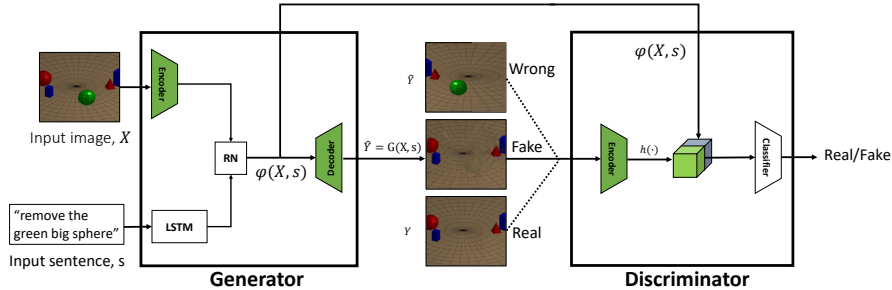 Input image, X
Encoder
RN
φ(X, s)
LSTM
“remove the
green big sphere”
Input sentence, s
Decoder
Generator
Ŷ = G(X, s)
Ȳ
Wrong
Fake
Y
Real
Encoder
h(·)
φ(X, s)
Classifier
Real/Fake
Discriminator